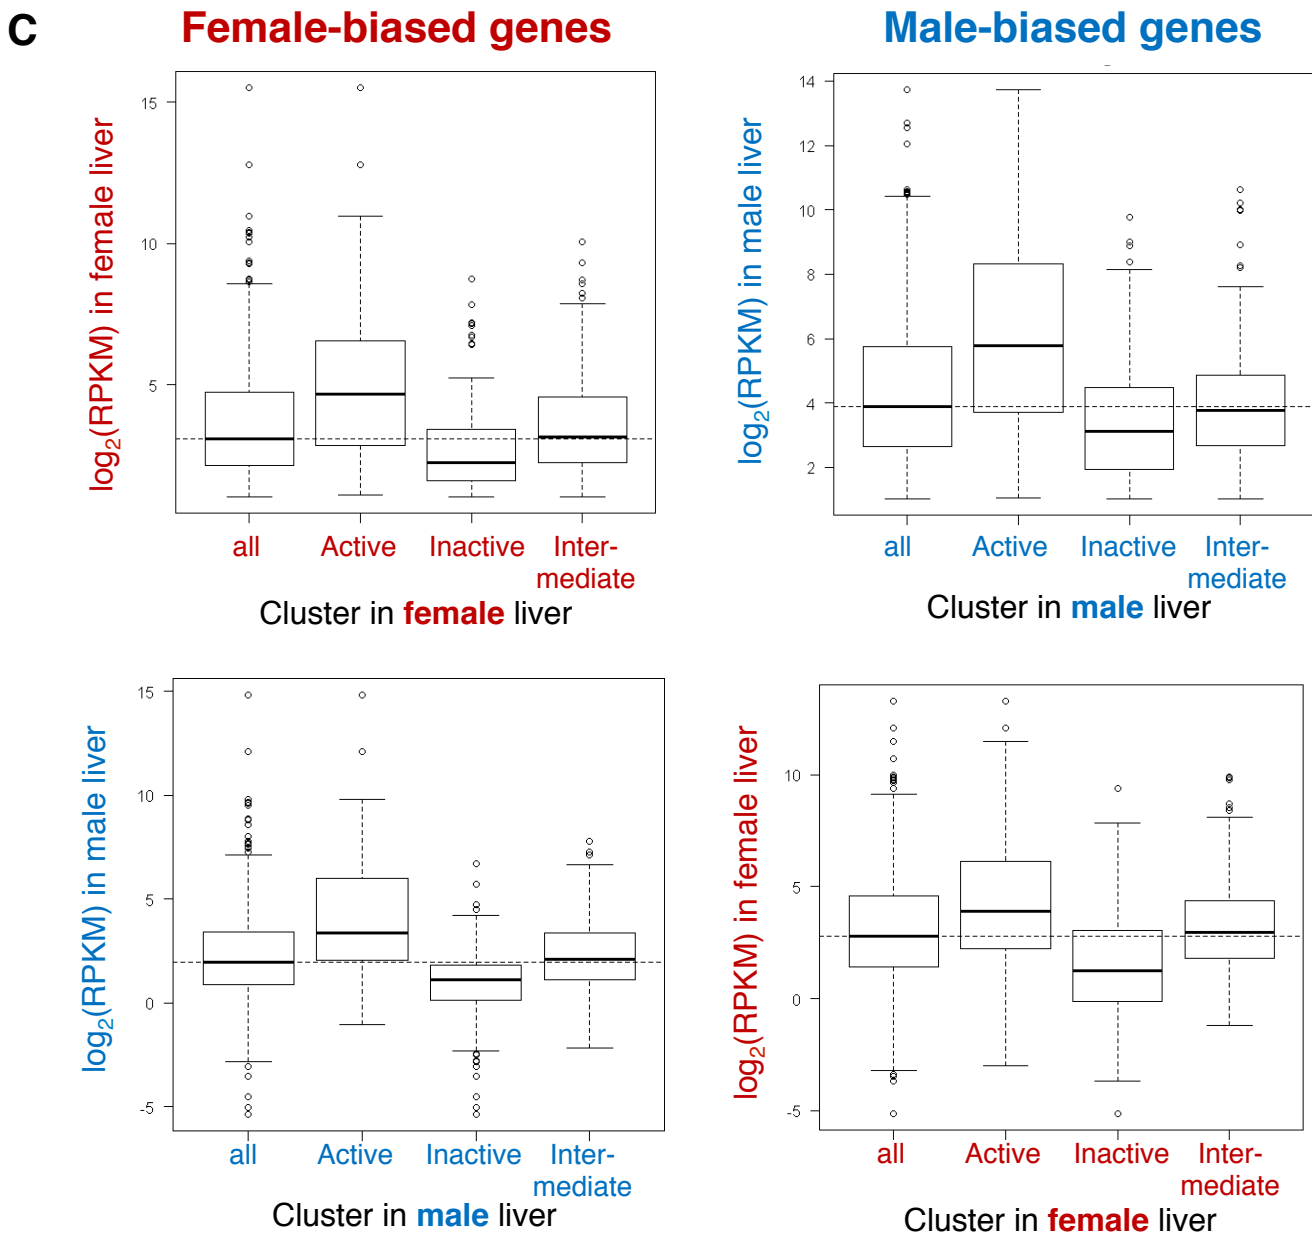 C
Female-biased genes
Male-biased genes
log2(RPKM) in female liver
15
10
5
all
Active
Inactive
Inter-
mediate
Cluster in female liver
log2(RPKM) in male liver
14
12
10
8
6
4
2
all
Active
Inactive
Inter-
mediate
Cluster in male liver
log2(RPKM) in male liver
15
10
5
0
-5
all
Active
Inactive
Inter-
mediate
Cluster in male liver
log2(RPKM) in female liver
10
5
0
-5
all
Active
Inactive
Inter-
mediate
Cluster in female liver